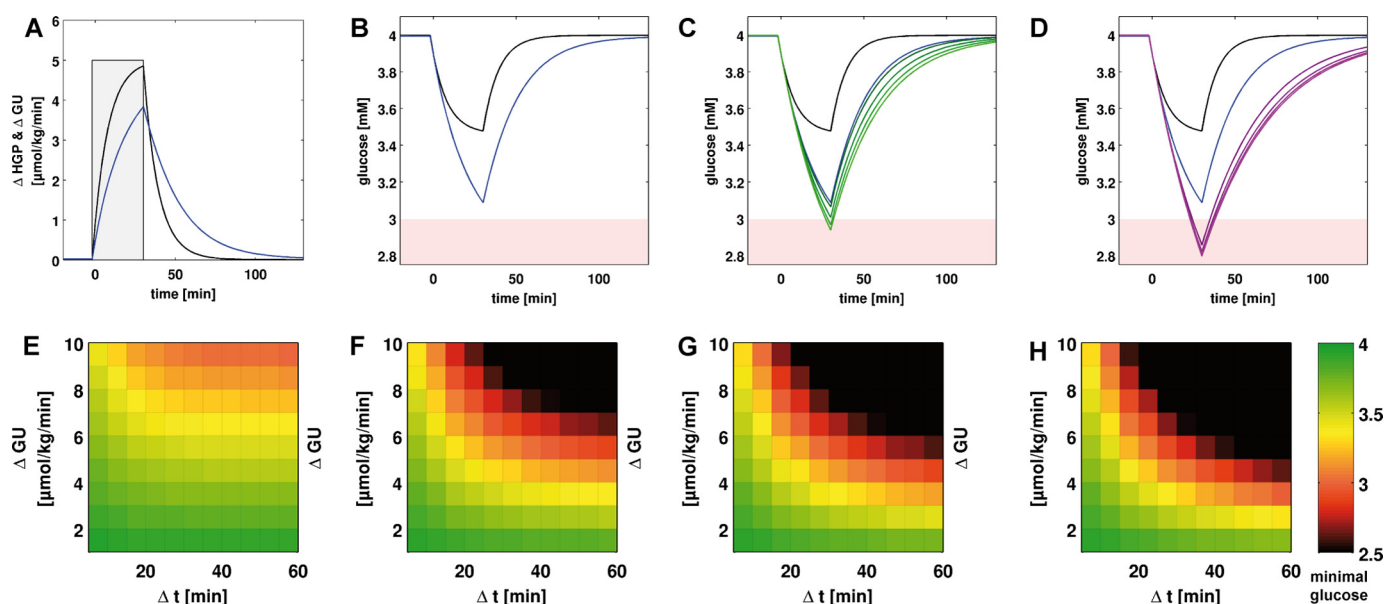 A
Δ HGP & Δ GU
[µmol/kg/min]
6
5
4
3
2
1
0
0 50 100
time [min]
B
glucose [mM]
4
3.8
3.6
3.4
3.2
3
2.8
0 50 100
time [min]
C
glucose [mM]
4
3.8
3.6
3.4
3.2
3
2.8
0 50 100
time [min]
D
glucose [mM]
4
3.8
3.6
3.4
3.2
3
2.8
0 50 100
time [min]
E
Δ GU
[µmol/kg/min]
10
8
6
4
2
20 40 60
Δ t [min]
F
Δ GU
[µmol/kg/min]
10
8
6
4
2
20 40 60
Δ t [min]
G
Δ GU
[µmol/kg/min]
10
8
6
4
2
20 40 60
Δ t [min]
H
Δ GU
[µmol/kg/min]
10
8
6
4
2
20 40 60
Δ t [min]
4
3.5
3
2.5
minimal
glucose